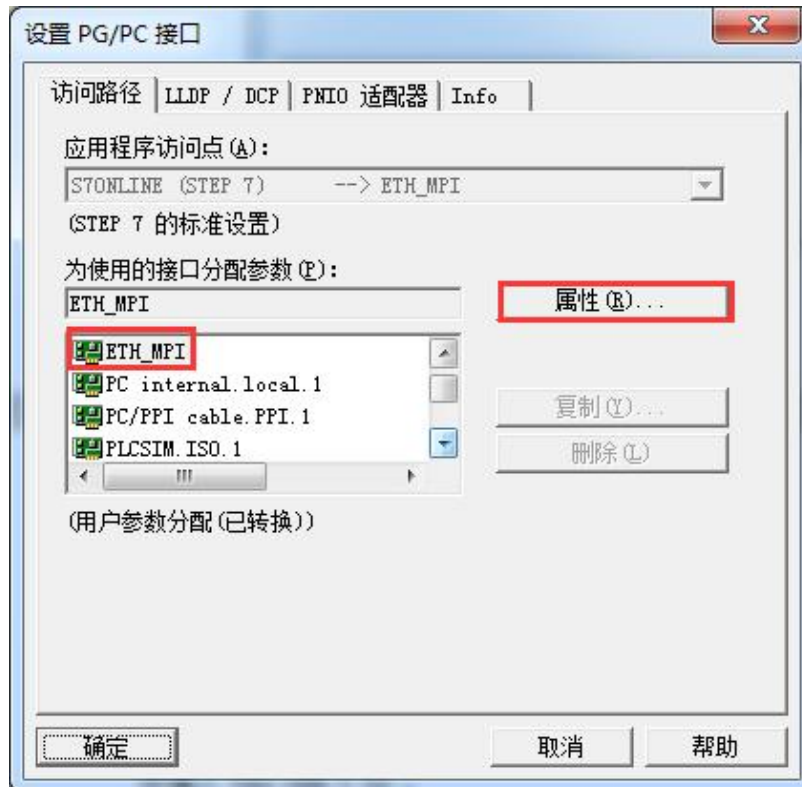 设置 PG/PC 接口
访问路径 LLDP / DCP PNIO 适配器 Info
应用程序访问点(A):
S7ONLINE (STEP 7) --> ETH_MPI
(STEP 7 的标准设置)
为使用的接口分配参数(P):
ETH_MPI
属性(R)...
ETH_MPI
PC internal.local.1
PC/PPI cable.PPI.1
PLCSIM.ISO.1
复制(Y)...
删除(L)
(用户参数分配(已转换))
确定 取消 帮助